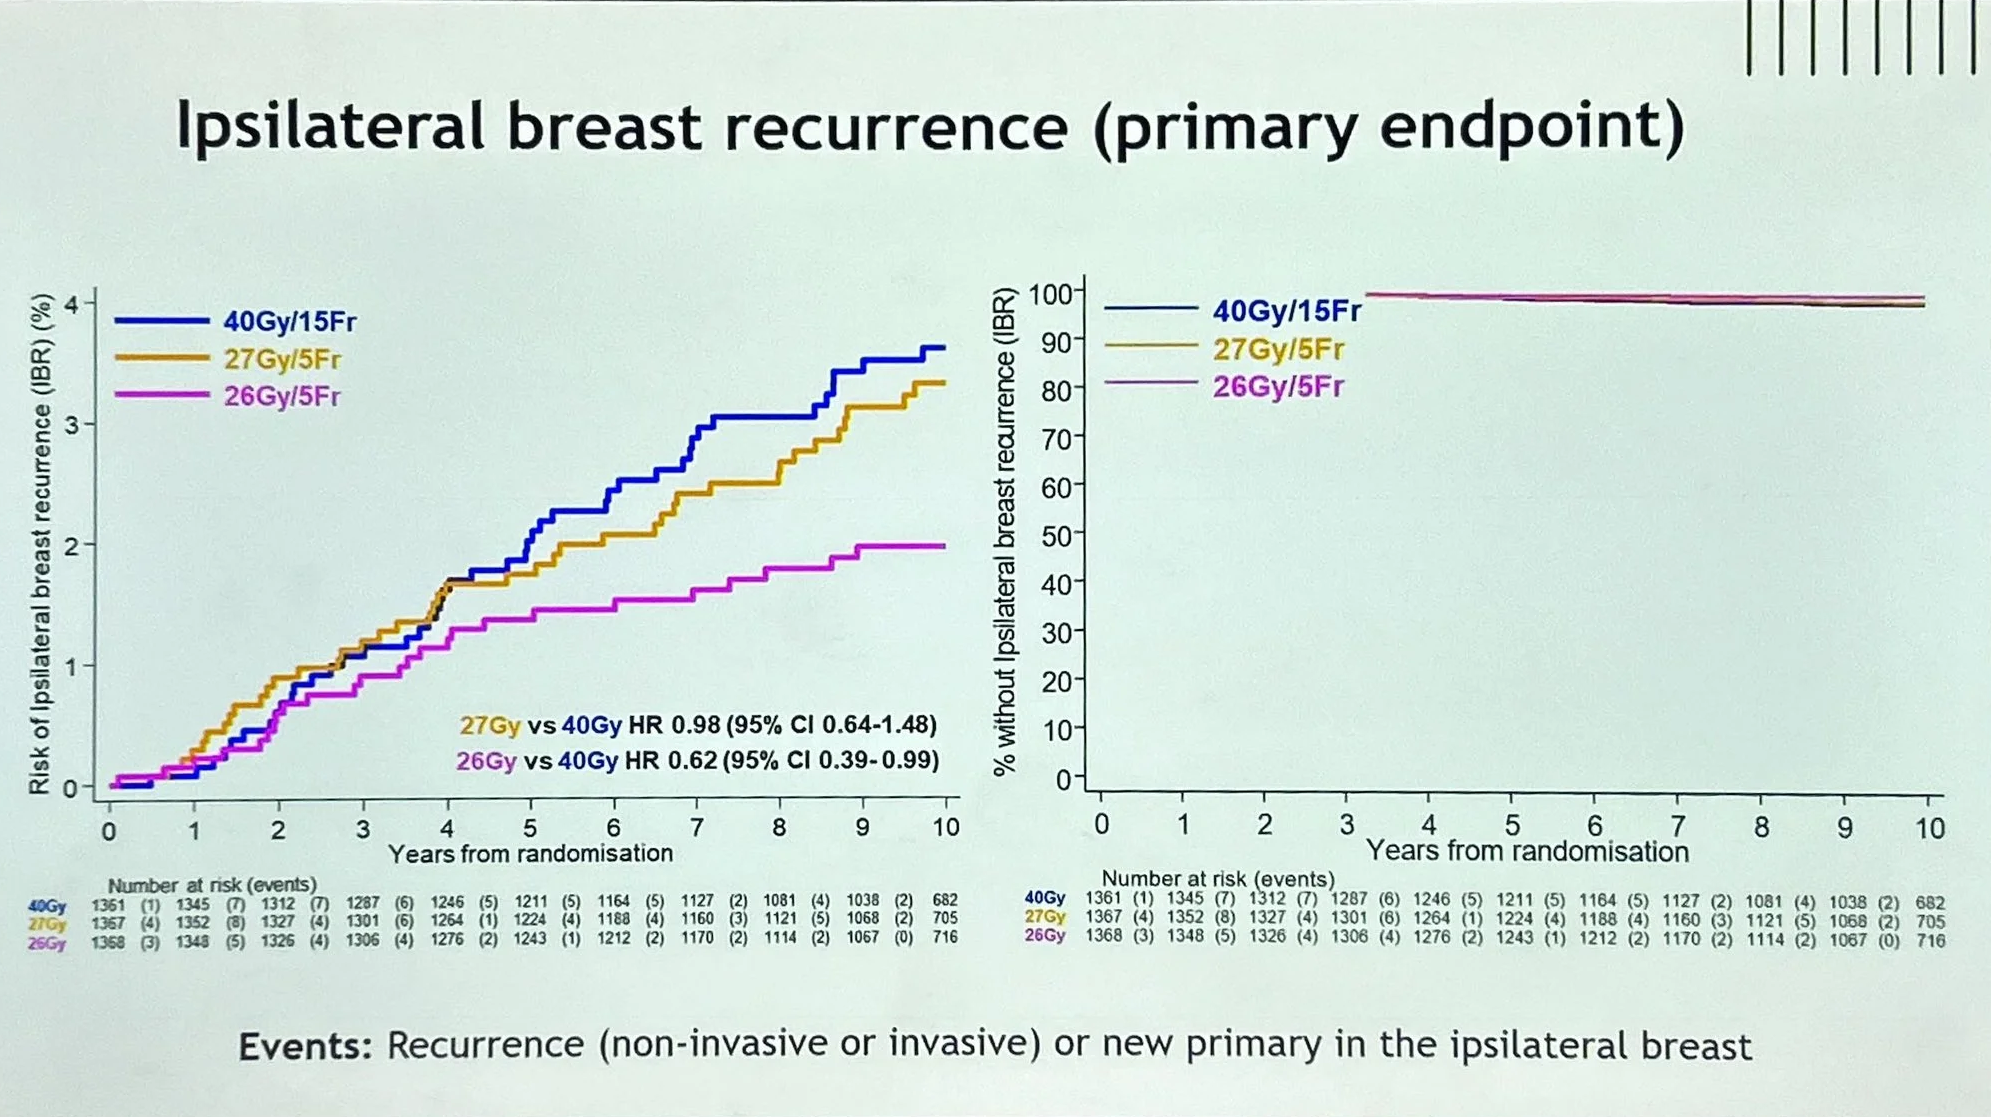 Ipsilateral breast recurrence (primary endpoint)
Risk of Ipsilateral breast recurrence (IBR) (%)
4
3
2
1
0
40Gy/15Fr
27Gy/5Fr
26Gy/5Fr
27Gy vs 40Gy HR 0.98 (95% CI 0.64-1.48)
26Gy vs 40Gy HR 0.62 (95% CI 0.39-0.99)
0 1 2 3 4 5 6 7 8 9 10
Years from randomisation
Number at risk (events)
40Gy 1361 (1) 1345 (7) 1312 (7) 1287 (6) 1246 (5) 1211 (5) 1164 (5) 1127 (2) 1081 (4) 1038 (2) 682
27Gy 1367 (4) 1352 (8) 1327 (4) 1301 (6) 1264 (1) 1224 (4) 1188 (4) 1160 (3) 1121 (5) 1068 (2) 705
26Gy 1368 (3) 1348 (5) 1326 (4) 1306 (4) 1276 (2) 1243 (1) 1212 (2) 1170 (2) 1114 (2) 1067 (0) 716
% without Ipsilateral breast recurrence (IBR)
100
90
80
70
60
50
40
30
20
10
0
40Gy/15Fr
27Gy/5Fr
26Gy/5Fr
0 1 2 3 4 5 6 7 8 9 10
Years from randomisation
Number at risk (events)
40Gy 1361 (1) 1345 (7) 1312 (7) 1287 (6) 1246 (5) 1211 (5) 1164 (5) 1127 (2) 1081 (4) 1038 (2) 682
27Gy 1367 (4) 1352 (8) 1327 (4) 1301 (6) 1264 (1) 1224 (4) 1188 (4) 1160 (3) 1121 (5) 1068 (2) 705
26Gy 1368 (3) 1348 (5) 1326 (4) 1306 (4) 1276 (2) 1243 (1) 1212 (2) 1170 (2) 1114 (2) 1067 (0) 716
Events: Recurrence (non-invasive or invasive) or new primary in the ipsilateral breast